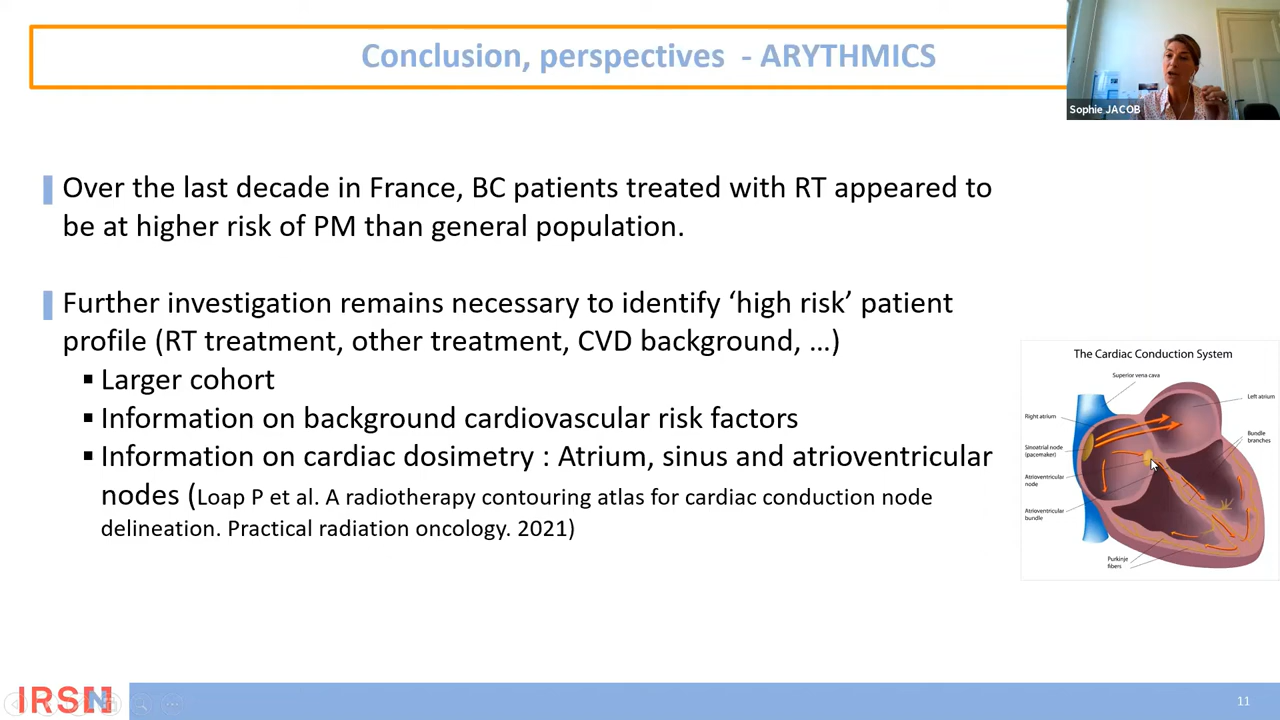 Conclusion, perspectives - ARYTHMICS
Sophie JACOB
Over the last decade in France, BC patients treated with RT appeared to
be at higher risk of PM than general population.
Further investigation remains necessary to identify ‘high risk’ patient
profile (RT treatment, other treatment, CVD background, …)
▪ Larger cohort
▪ Information on background cardiovascular risk factors
▪ Information on cardiac dosimetry : Atrium, sinus and atrioventricular
nodes (Loap P et al. A radiotherapy contouring atlas for cardiac conduction node
delineation. Practical radiation oncology. 2021)
The Cardiac Conduction System
Superior vena cava
Left atrium
Right atrium
Bundle
branches
Sinoatrial node
(pacemaker)
Atrioventricular
node
Atrioventricular
bundle
Purkinje
fibers
IRSN
11